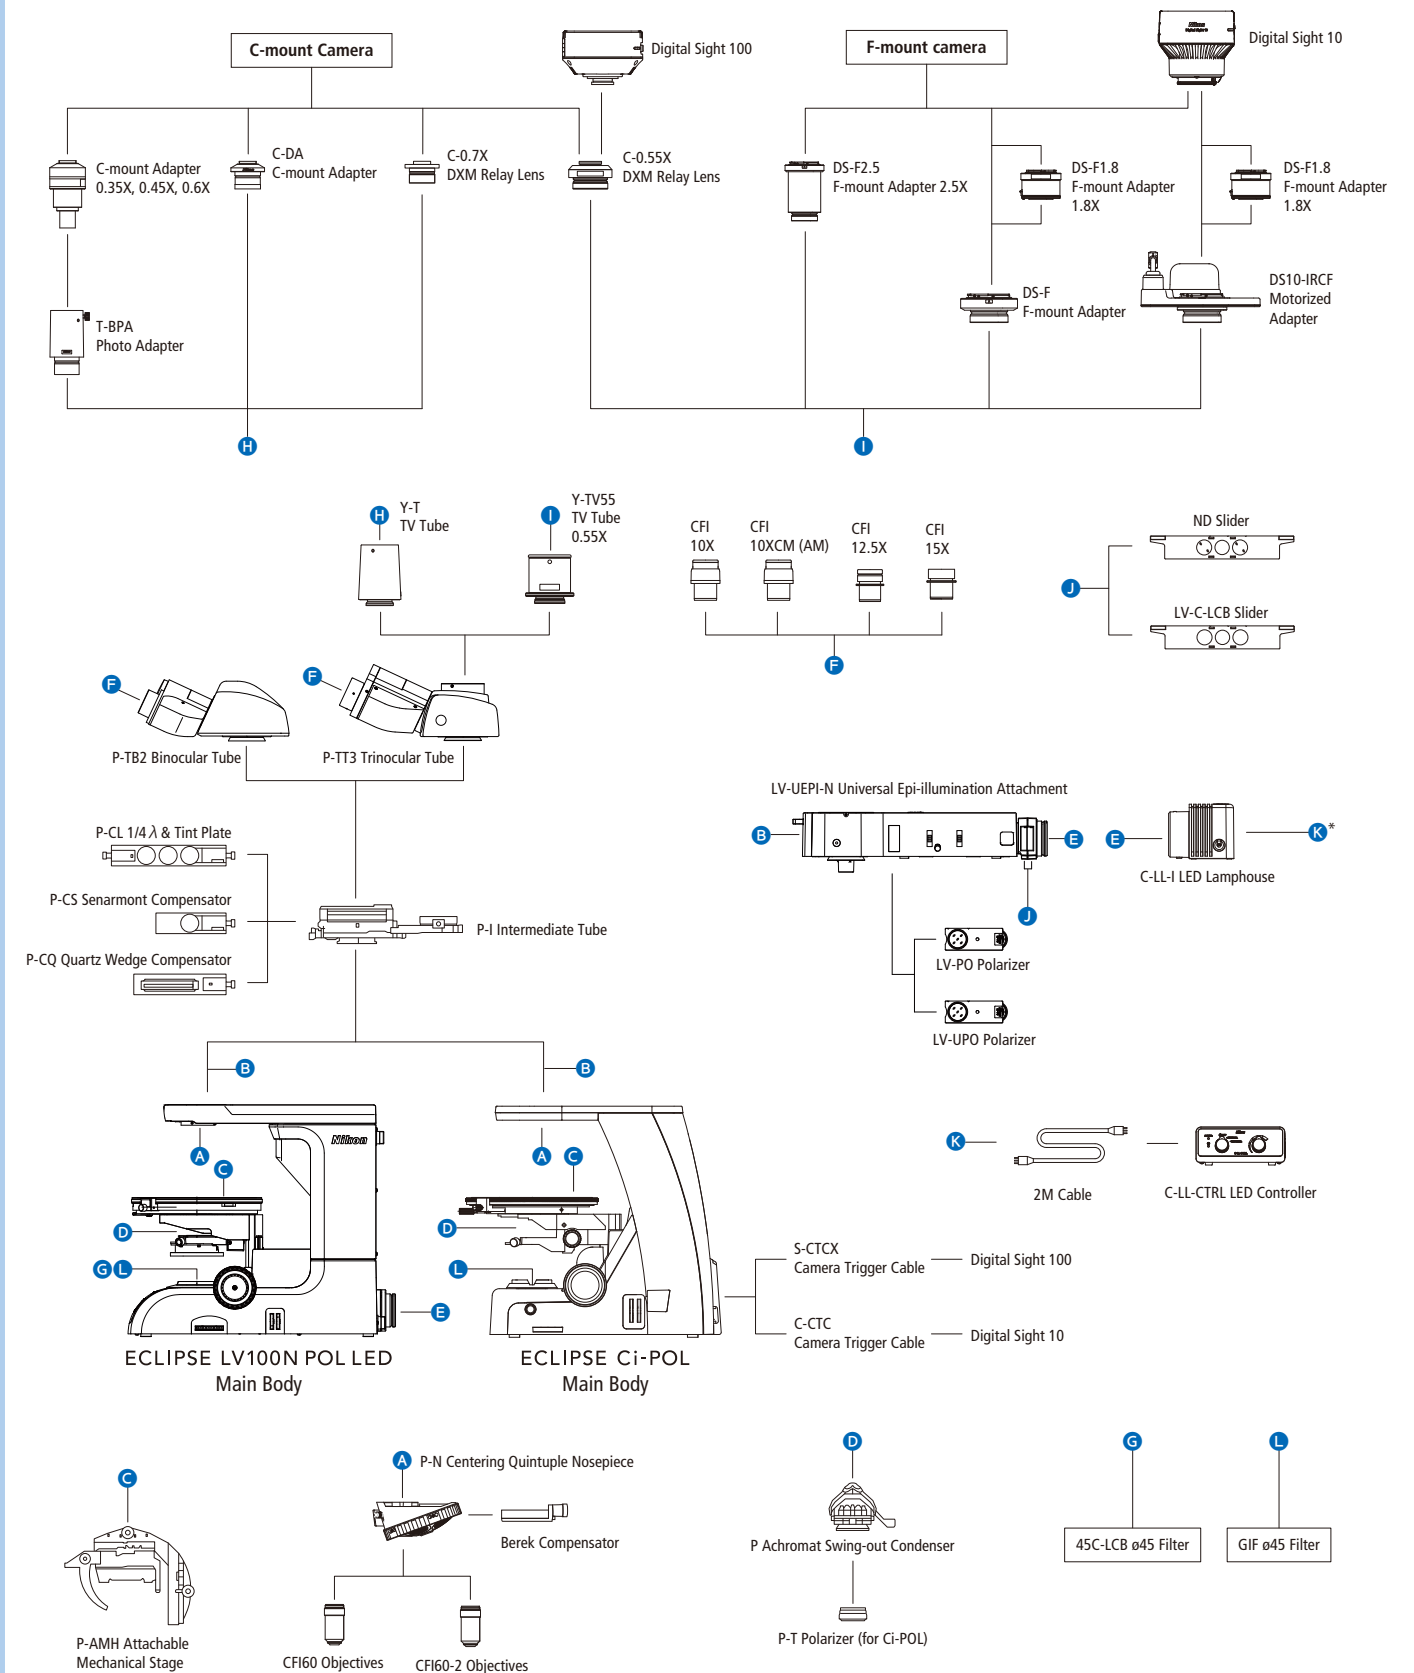 C-mount Camera
Digital Sight 100
F-mount camera
Nikon
Digital Sight 10
C-mount Adapter
0.35X, 0.45X, 0.6X
C-DA
C-mount Adapter
C-0.7X
DXM Relay Lens
C-0.55X
DXM Relay Lens
DS-F2.5
F-mount Adapter 2.5X
DS-F1.8
F-mount Adapter
1.8X
DS-F1.8
F-mount Adapter
1.8X
T-BPA
Photo Adapter
DS-F
F-mount Adapter
DS10-IRCF
Motorized
Adapter
H
I
H
Y-T
TV Tube
I
Y-TV55
TV Tube
0.55X
CFI
10X
CFI
10XCM (AM)
CFI
12.5X
CFI
15X
F
ND Slider
J
LV-C-LCB Slider
F
P-TB2 Binocular Tube
F
P-TT3 Trinocular Tube
LV-UEPI-N Universal Epi-illumination Attachment
B
E
J
E
K*
C-LL-I LED Lamphouse
P-CL 1/4 λ & Tint Plate
P-CS Senarmont Compensator
P-CQ Quartz Wedge Compensator
P-I Intermediate Tube
LV-PO Polarizer
LV-UPO Polarizer
B
B
Nikon
A
C
D
G L
E
A
C
D
L
K
2M Cable
C-LL-CTRL LED Controller
S-CTCX
Camera Trigger Cable
Digital Sight 100
C-CTC
Camera Trigger Cable
Digital Sight 10
ECLIPSE LV100N POL LED
Main Body
ECLIPSE Ci-POL
Main Body
C
P-AMH Attachable
Mechanical Stage
A
P-N Centering Quintuple Nosepiece
Berek Compensator
CFI60 Objectives
CFI60-2 Objectives
D
P Achromat Swing-out Condenser
P-T Polarizer (for Ci-POL)
G
45C-LCB ø45 Filter
L
GIF ø45 Filter